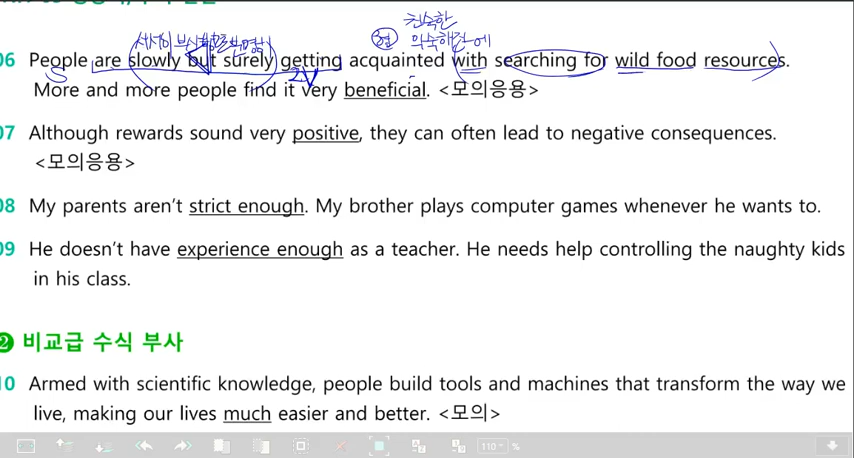 친숙한
익숙해진
06 People are slowly but surely getting acquainted with searching for wild food resources.
S 2V
More and more people find it very beneficial. <모의응용>
07 Although rewards sound very positive, they can often lead to negative consequences.
<모의응용>
08 My parents aren't strict enough. My brother plays computer games whenever he wants to.
09 He doesn't have experience enough as a teacher. He needs help controlling the naughty kids
in his class.
2 비교급 수식 부사
10 Armed with scientific knowledge, people build tools and machines that transform the way we
live, making our lives much easier and better. <모의>
110 %